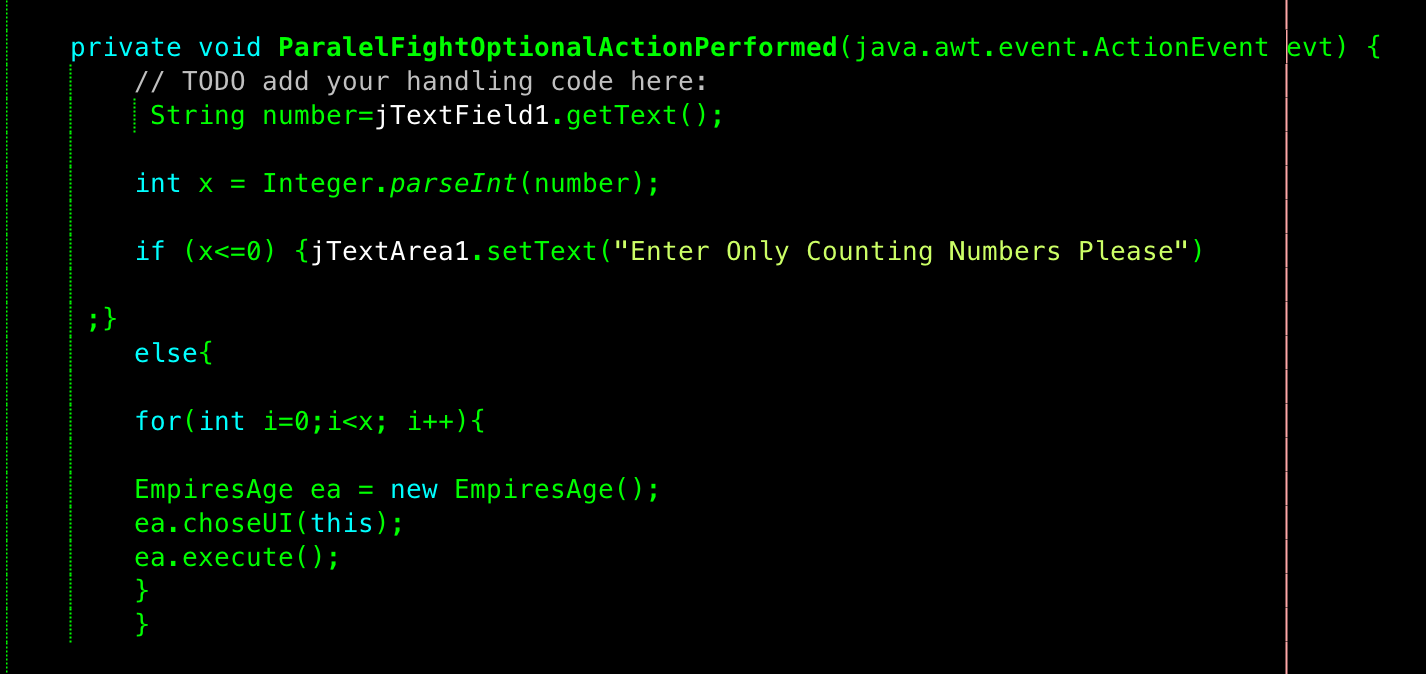 private void ParalelFightOptionalActionPerformed(java.awt.event.ActionEvent evt) {
// TODO add your handling code here:
String number=jTextField1.getText();
int x = Integer.parseInt(number);
if (x<=0) {jTextArea1.setText("Enter Only Counting Numbers Please")
;}
else{
for(int i=0;i<x; i++){
EmpiresAge ea = new EmpiresAge();
ea.choseUI(this);
ea.execute();
}
}